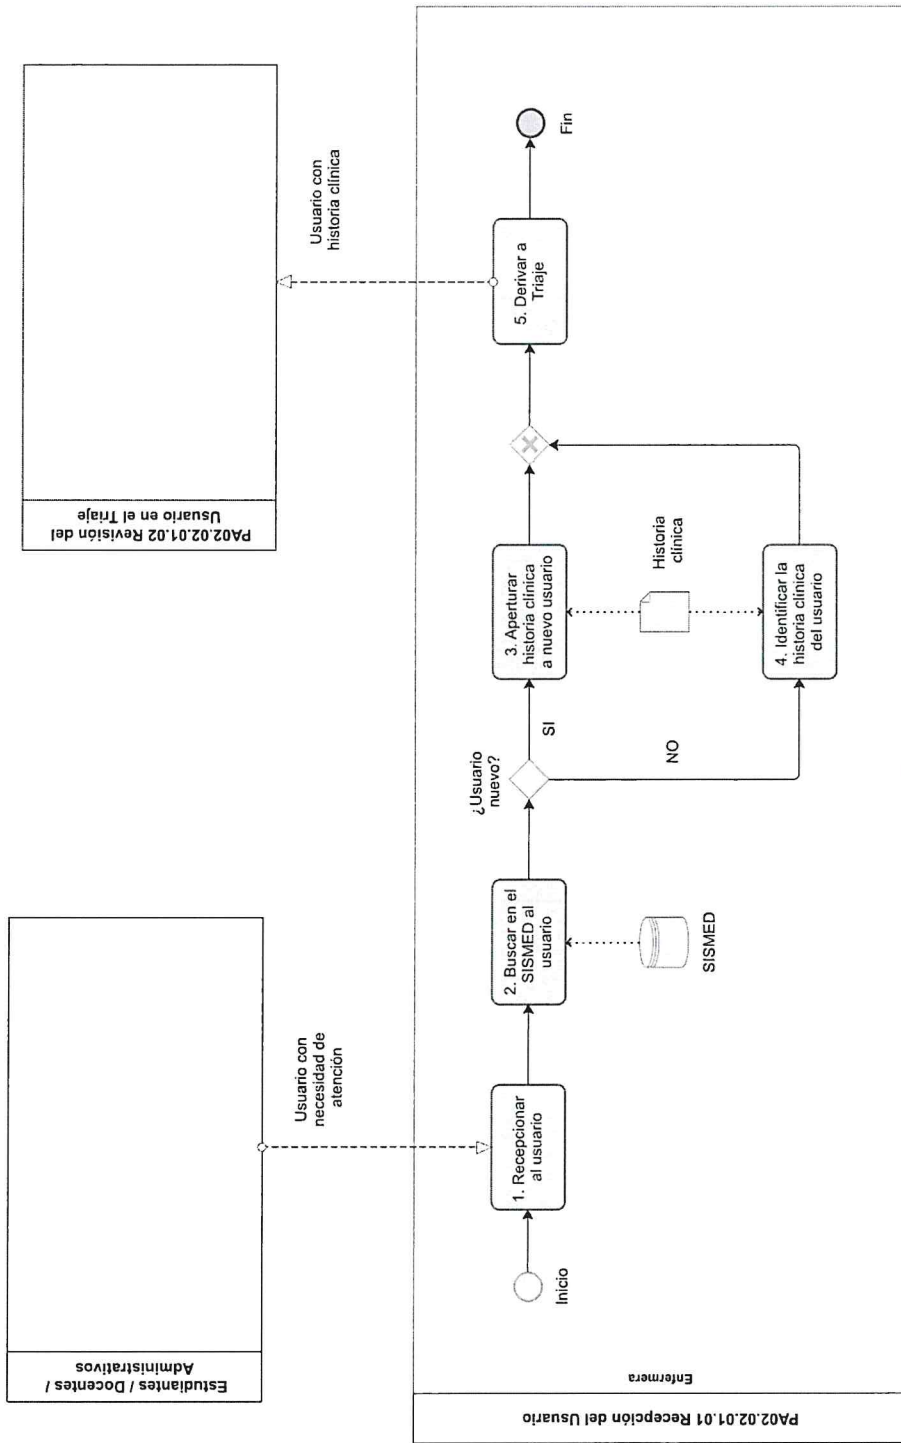 Estudiantes / Docentes /
Administrativos
PA02.02.01.02 Revisión del
Usuario en el Triaje
Usuario con
necesidad de
atención
Usuario con
historia clínica
PA02.02.01.01 Recepción del Usuario
Enfermera
Inicio
1. Recepcionar
al usuario
2. Buscar en el
SISMED al
usuario
SISMED
¿Usuario
nuevo?
SI
NO
3. Aperturar
historia clínica
a nuevo usuario
Historia
clínica
4. Identificar la
historia clínica
del usuario
5. Derivar a
Triaje
Fin